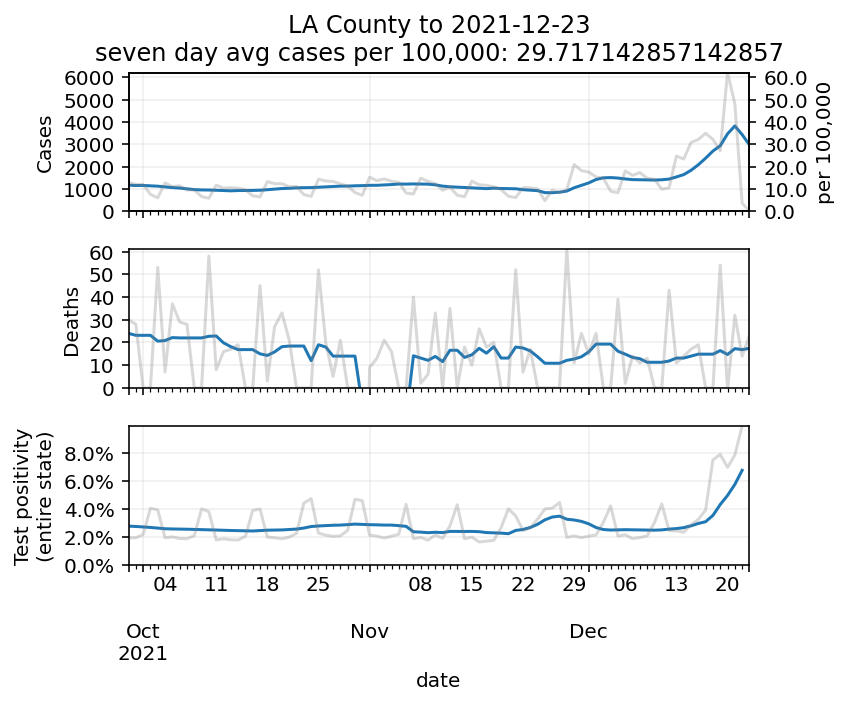 LA County to 2021-12-23
seven day avg cases per 100,000: 29.717142857142857
Cases
6000
5000
4000
3000
2000
1000
0
60.0
50.0
40.0
30.0
20.0
10.0
0.0
per 100,000
Deaths
60
50
40
30
20
10
0
Test positivity
(entire state)
8.0%
6.0%
4.0%
2.0%
0.0%
04 11 18 25 08 15 22 29 06 13 20
Oct Nov Dec
2021
date